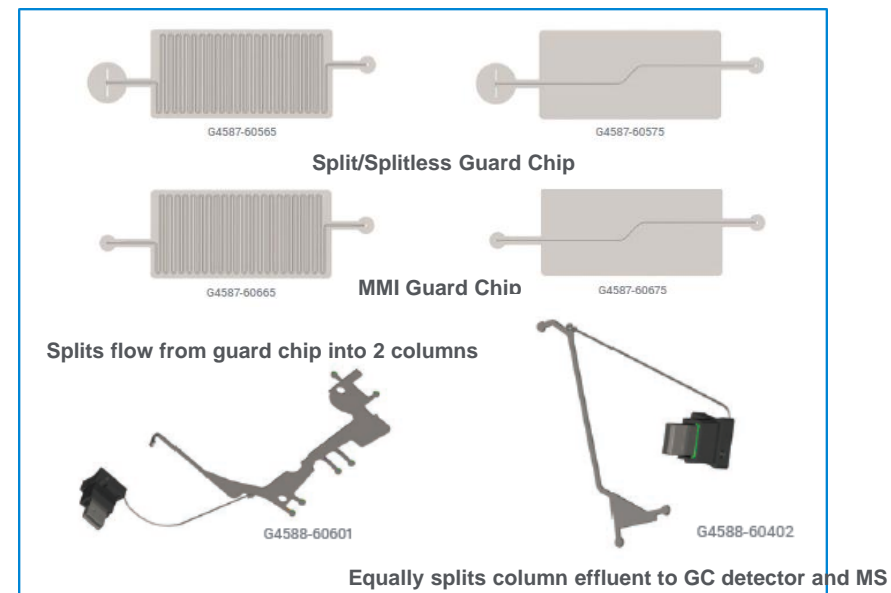 G4587-60565
G4587-60575
Split/Splitless Guard Chip
G4587-60665
MMI Guard Chip
G4587-60675
Splits flow from guard chip into 2 columns
G4588-60601
G4588-60402
Equally splits column effluent to GC detector and MS